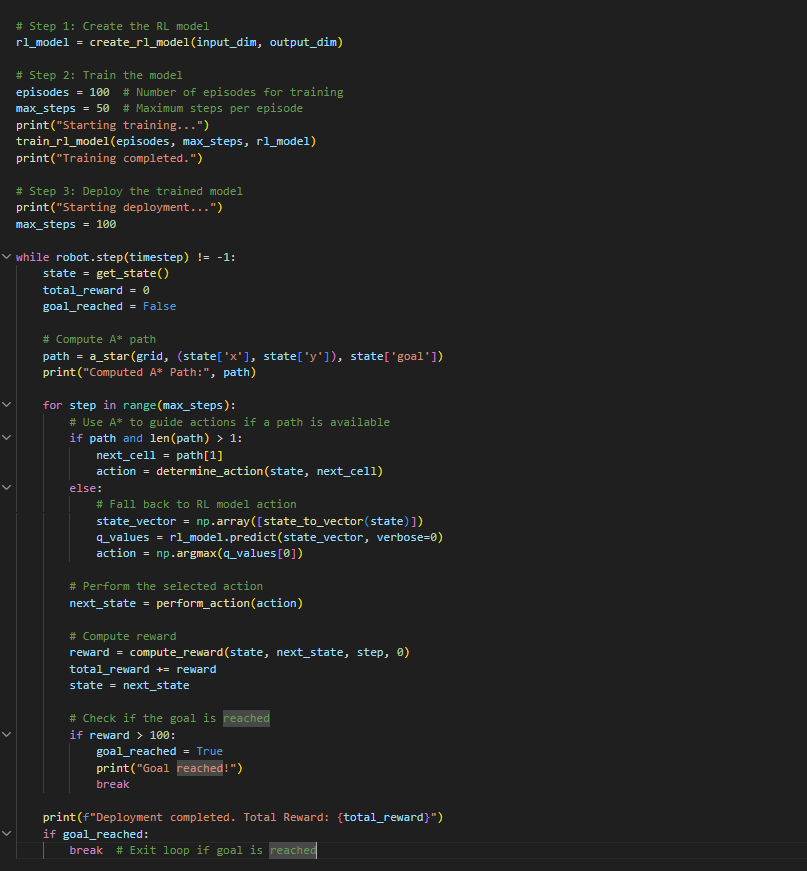 # Step 1: Create the RL model
rl_model = create_rl_model(input_dim, output_dim)

# Step 2: Train the model
episodes = 100  # Number of episodes for training
max_steps = 50  # Maximum steps per episode
print("Starting training...")
train_rl_model(episodes, max_steps, rl_model)
print("Training completed.")

# Step 3: Deploy the trained model
print("Starting deployment...")
max_steps = 100

while robot.step(timestep) != -1:
    state = get_state()
    total_reward = 0
    goal_reached = False

    # Compute A* path
    path = a_star(grid, (state['x'], state['y']), state['goal'])
    print("Computed A* Path:", path)

    for step in range(max_steps):
        # Use A* to guide actions if a path is available
        if path and len(path) > 1:
            next_cell = path[1]
            action = determine_action(state, next_cell)
        else:
            # Fall back to RL model action
            state_vector = np.array([state_to_vector(state)])
            q_values = rl_model.predict(state_vector, verbose=0)
            action = np.argmax(q_values[0])

        # Perform the selected action
        next_state = perform_action(action)

        # Compute reward
        reward = compute_reward(state, next_state, step, 0)
        total_reward += reward
        state = next_state

        # Check if the goal is reached
        if reward > 100:
            goal_reached = True
            print("Goal reached!")
            break

    print(f"Deployment completed. Total Reward: {total_reward}")
    if goal_reached:
        break  # Exit loop if goal is reached